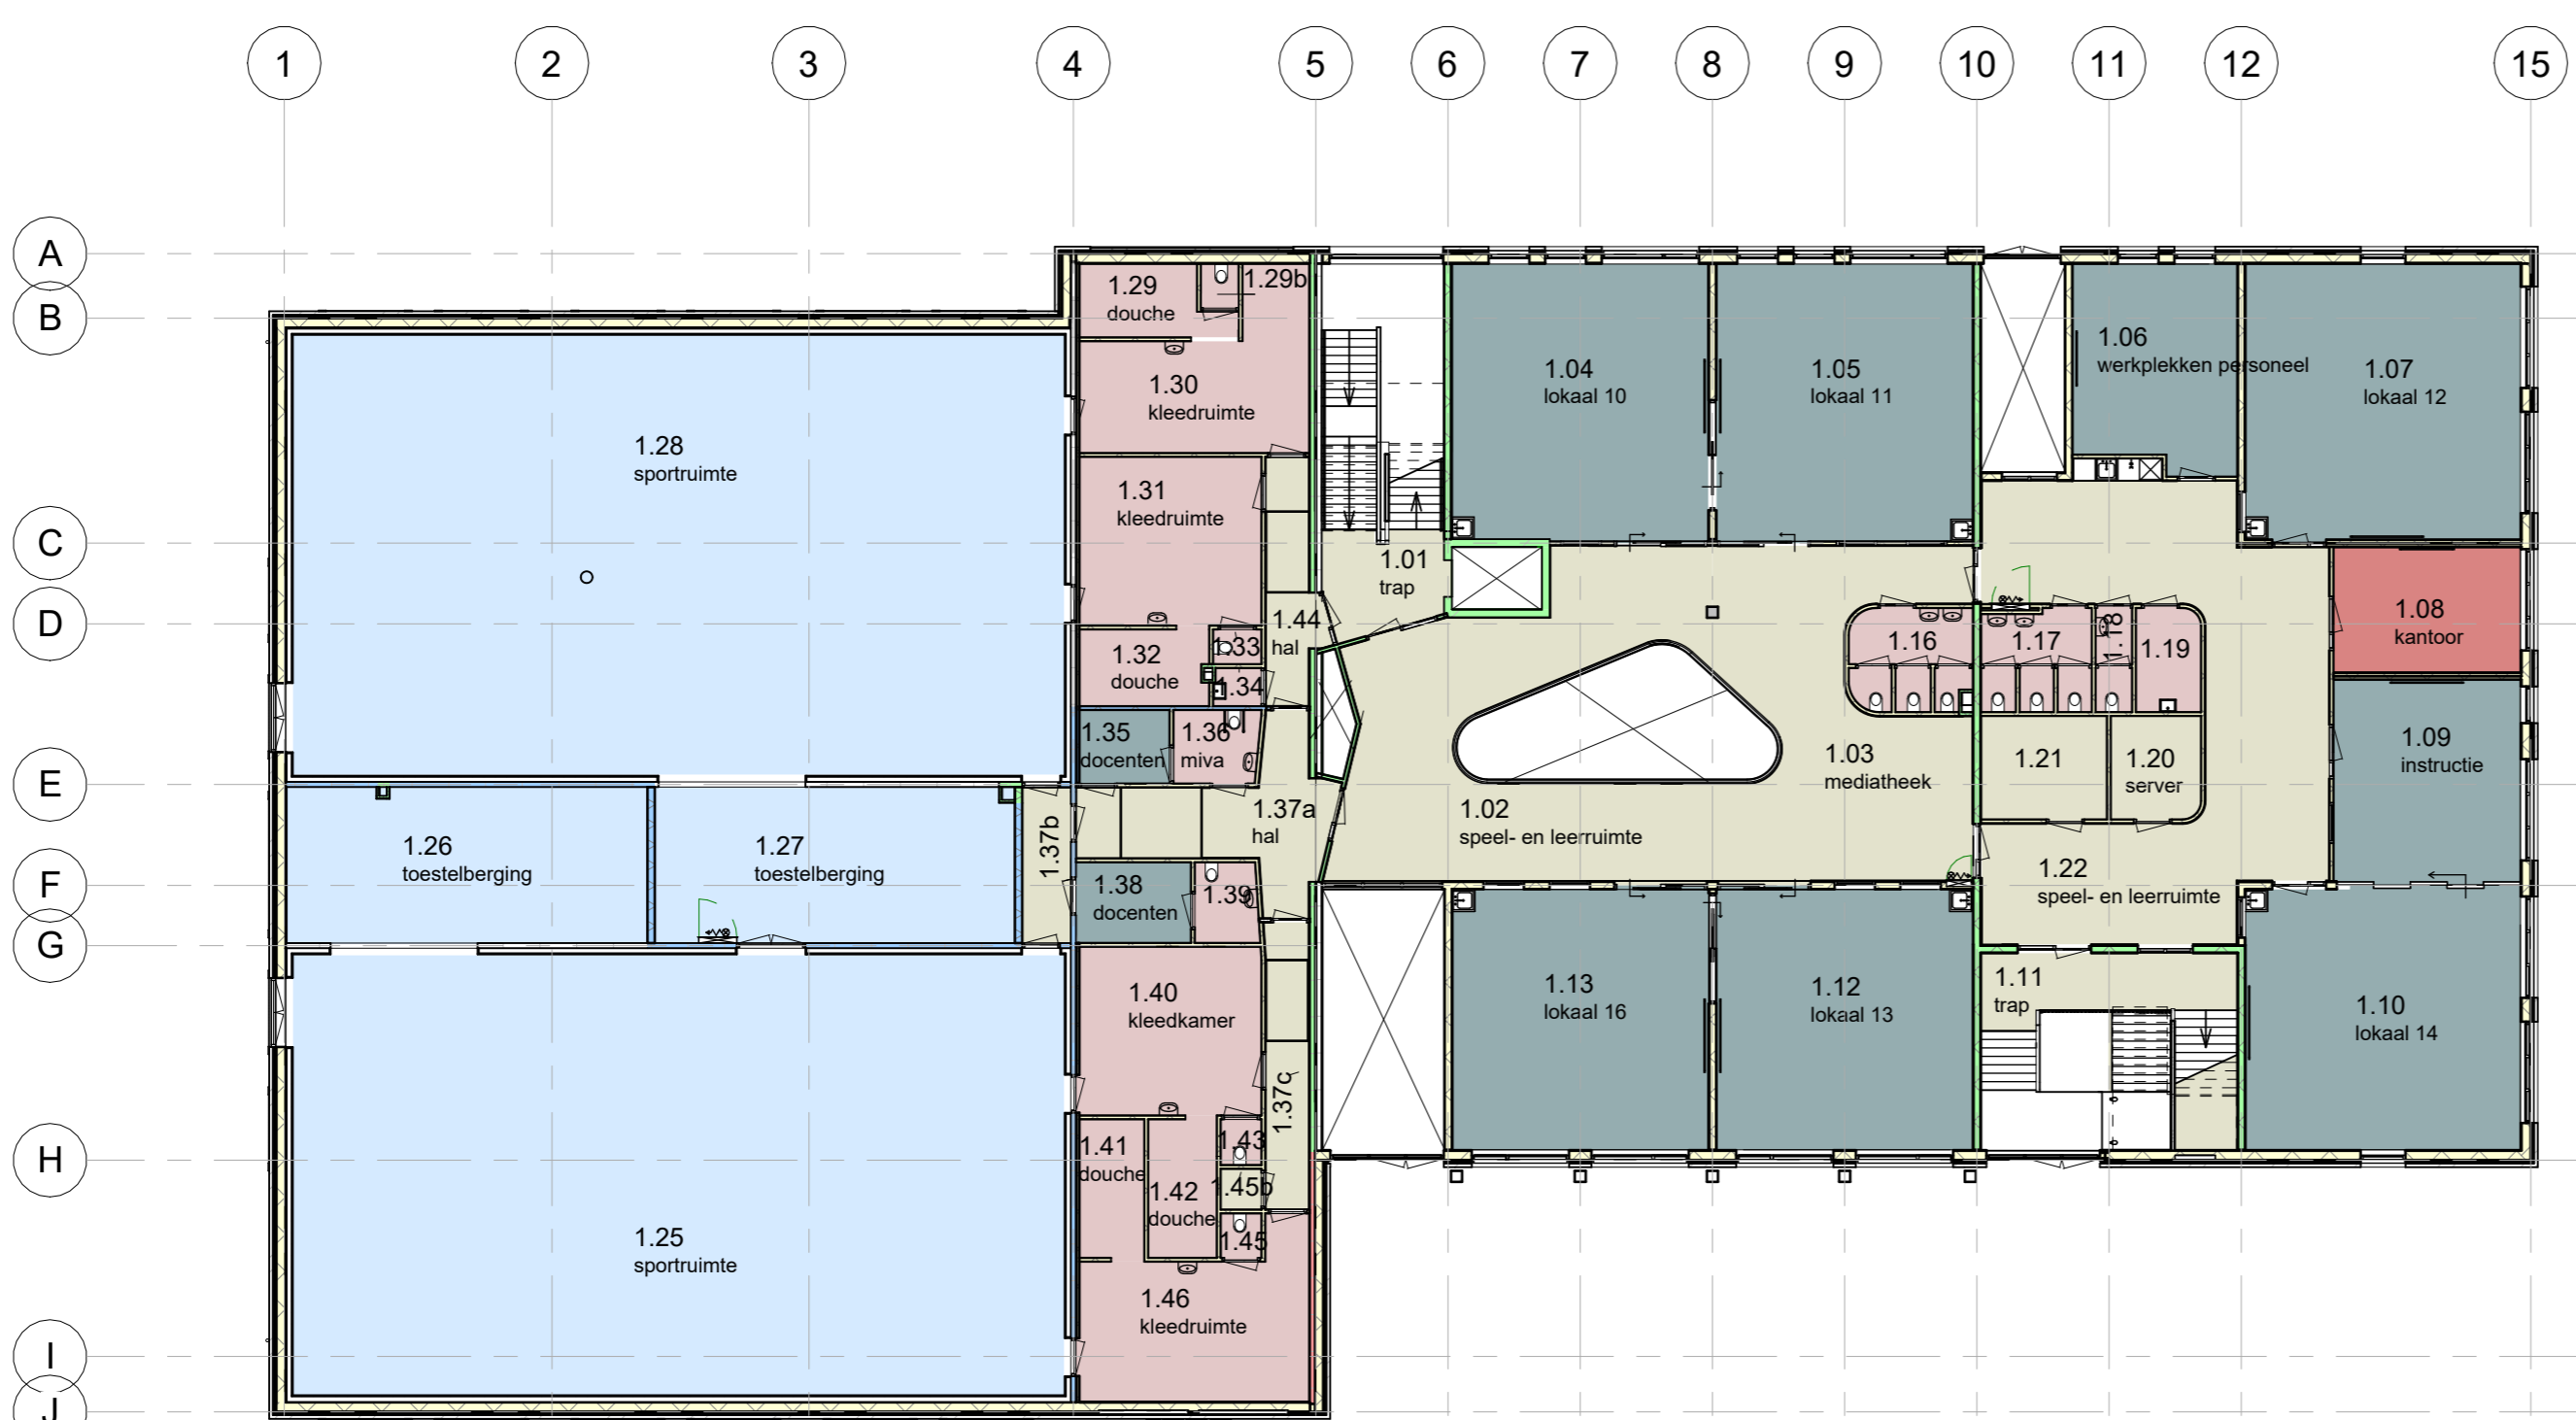 1
2
3
4
5
6
7
8
9
10
11
12
15
A
B
C
D
E
F
G
H
I
J
1.29
douche
1.29b
1.30
kleedruimte
1.28
sportruimte
1.31
kleedruimte
1.04
lokaal 10
1.05
lokaal 11
1.06
werkplekken personeel
1.07
lokaal 12
1.01
trap
1.44
hal
1.32
douche
1.33
1.34
1.35
docenten
1.36
miva
1.16
1.17
1.18
1.19
1.08
kantoor
1.09
instructie
1.03
mediatheek
1.21
1.20
server
1.02
speel- en leerruimte
1.37a
hal
1.37b
1.26
toestelberging
1.27
toestelberging
1.38
docenten
1.39
1.22
speel- en leerruimte
1.40
kleedkamer
1.13
lokaal 16
1.12
lokaal 13
1.11
trap
1.10
lokaal 14
1.37c
1.41
douche
1.43
1.42
douche
1.45b
1.45
1.25
sportruimte
1.46
kleedruimte